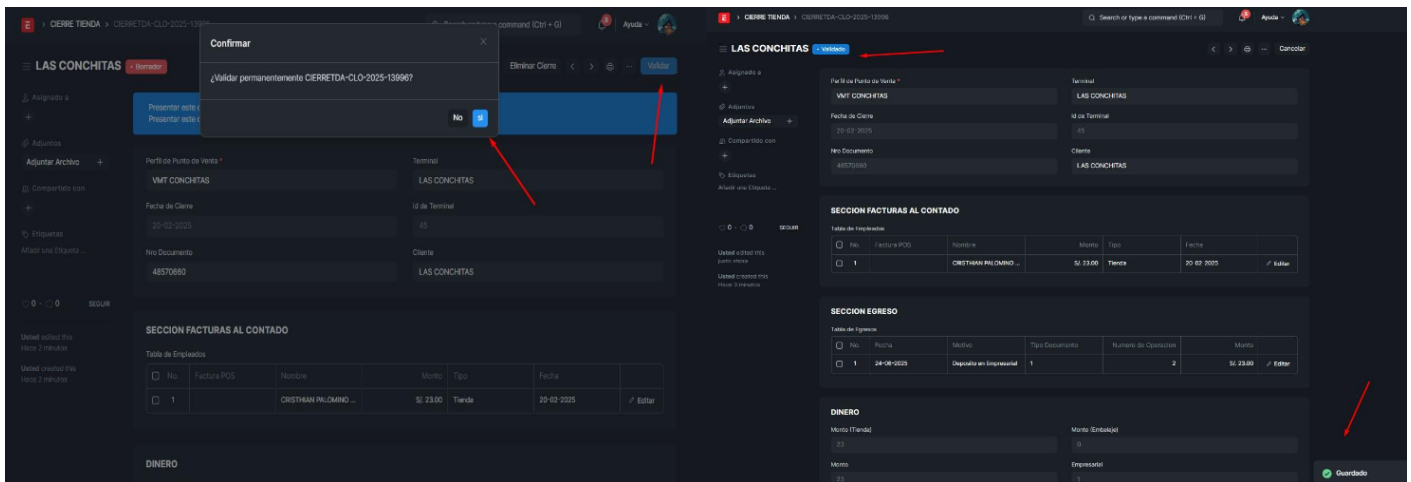 E > CIERRE TIENDA > CIERRETDA-CLO-2025-13996
Search or type a command (Ctrl + G)
Ayuda
LAS CONCHITAS
Borrador
Eliminar Cierre
Validar
Confirmar
¿Validar permanentemente CIERRETDA-CLO-2025-13996?
No
sí
Presentar este
Presentar este
Asignado a
Adjuntos
Adjuntar Archivo +
Compartido con
Etiquetas
Añadir una Etiqueta ...
0 · 0 SEGUIR
Usted edited this
Hace 2 minutos
Usted created this
Hace 2 minutos
Perfil de Punto de Venta *
VMT CONCHITAS
Terminal
LAS CONCHITAS
Fecha de Cierre
20-02-2025
Id de Terminal
45
Nro Documento
48570660
Cliente
LAS CONCHITAS
SECCION FACTURAS AL CONTADO
Tabla de Empleados
No. Factura POS Nombre Monto Tipo Fecha
1 CRISTHIAN PALOMINO ... S/. 23.00 Tienda 20-02-2025 Editar
DINERO
E > CIERRE TIENDA > CIERRETDA-CLO-2025-13996
Search or type a command (Ctrl + G)
Ayuda
LAS CONCHITAS
Validado
Cancelar
Asignado a
+
Adjuntos
Adjuntar Archivo +
Compartido con
+
Etiquetas
Añadir una Etiqueta ...
0 · 0 SEGUIR
Usted edited this
justo ahora
Usted created this
Hace 3 minutos
Perfil de Punto de Venta *
VMT CONCHITAS
Terminal
LAS CONCHITAS
Fecha de Cierre
20-02-2025
Id de Terminal
45
Nro Documento
48570660
Cliente
LAS CONCHITAS
SECCION FACTURAS AL CONTADO
Tabla de Empleados
No. Factura POS Nombre Monto Tipo Fecha
1 CRISTHIAN PALOMINO ... S/. 23.00 Tienda 20-02-2025 Editar
SECCION EGRESO
Tabla de Egresos
No. Fecha Motivo Tipo Documento Numero de Operacion Monto
1 24-06-2025 Deposito en Empresarial 1 2 S/. 23.00 Editar
DINERO
Monto (Tienda)
23
Monto (Embalaje)
0
Monto
23
Empresarial
1
Guardado